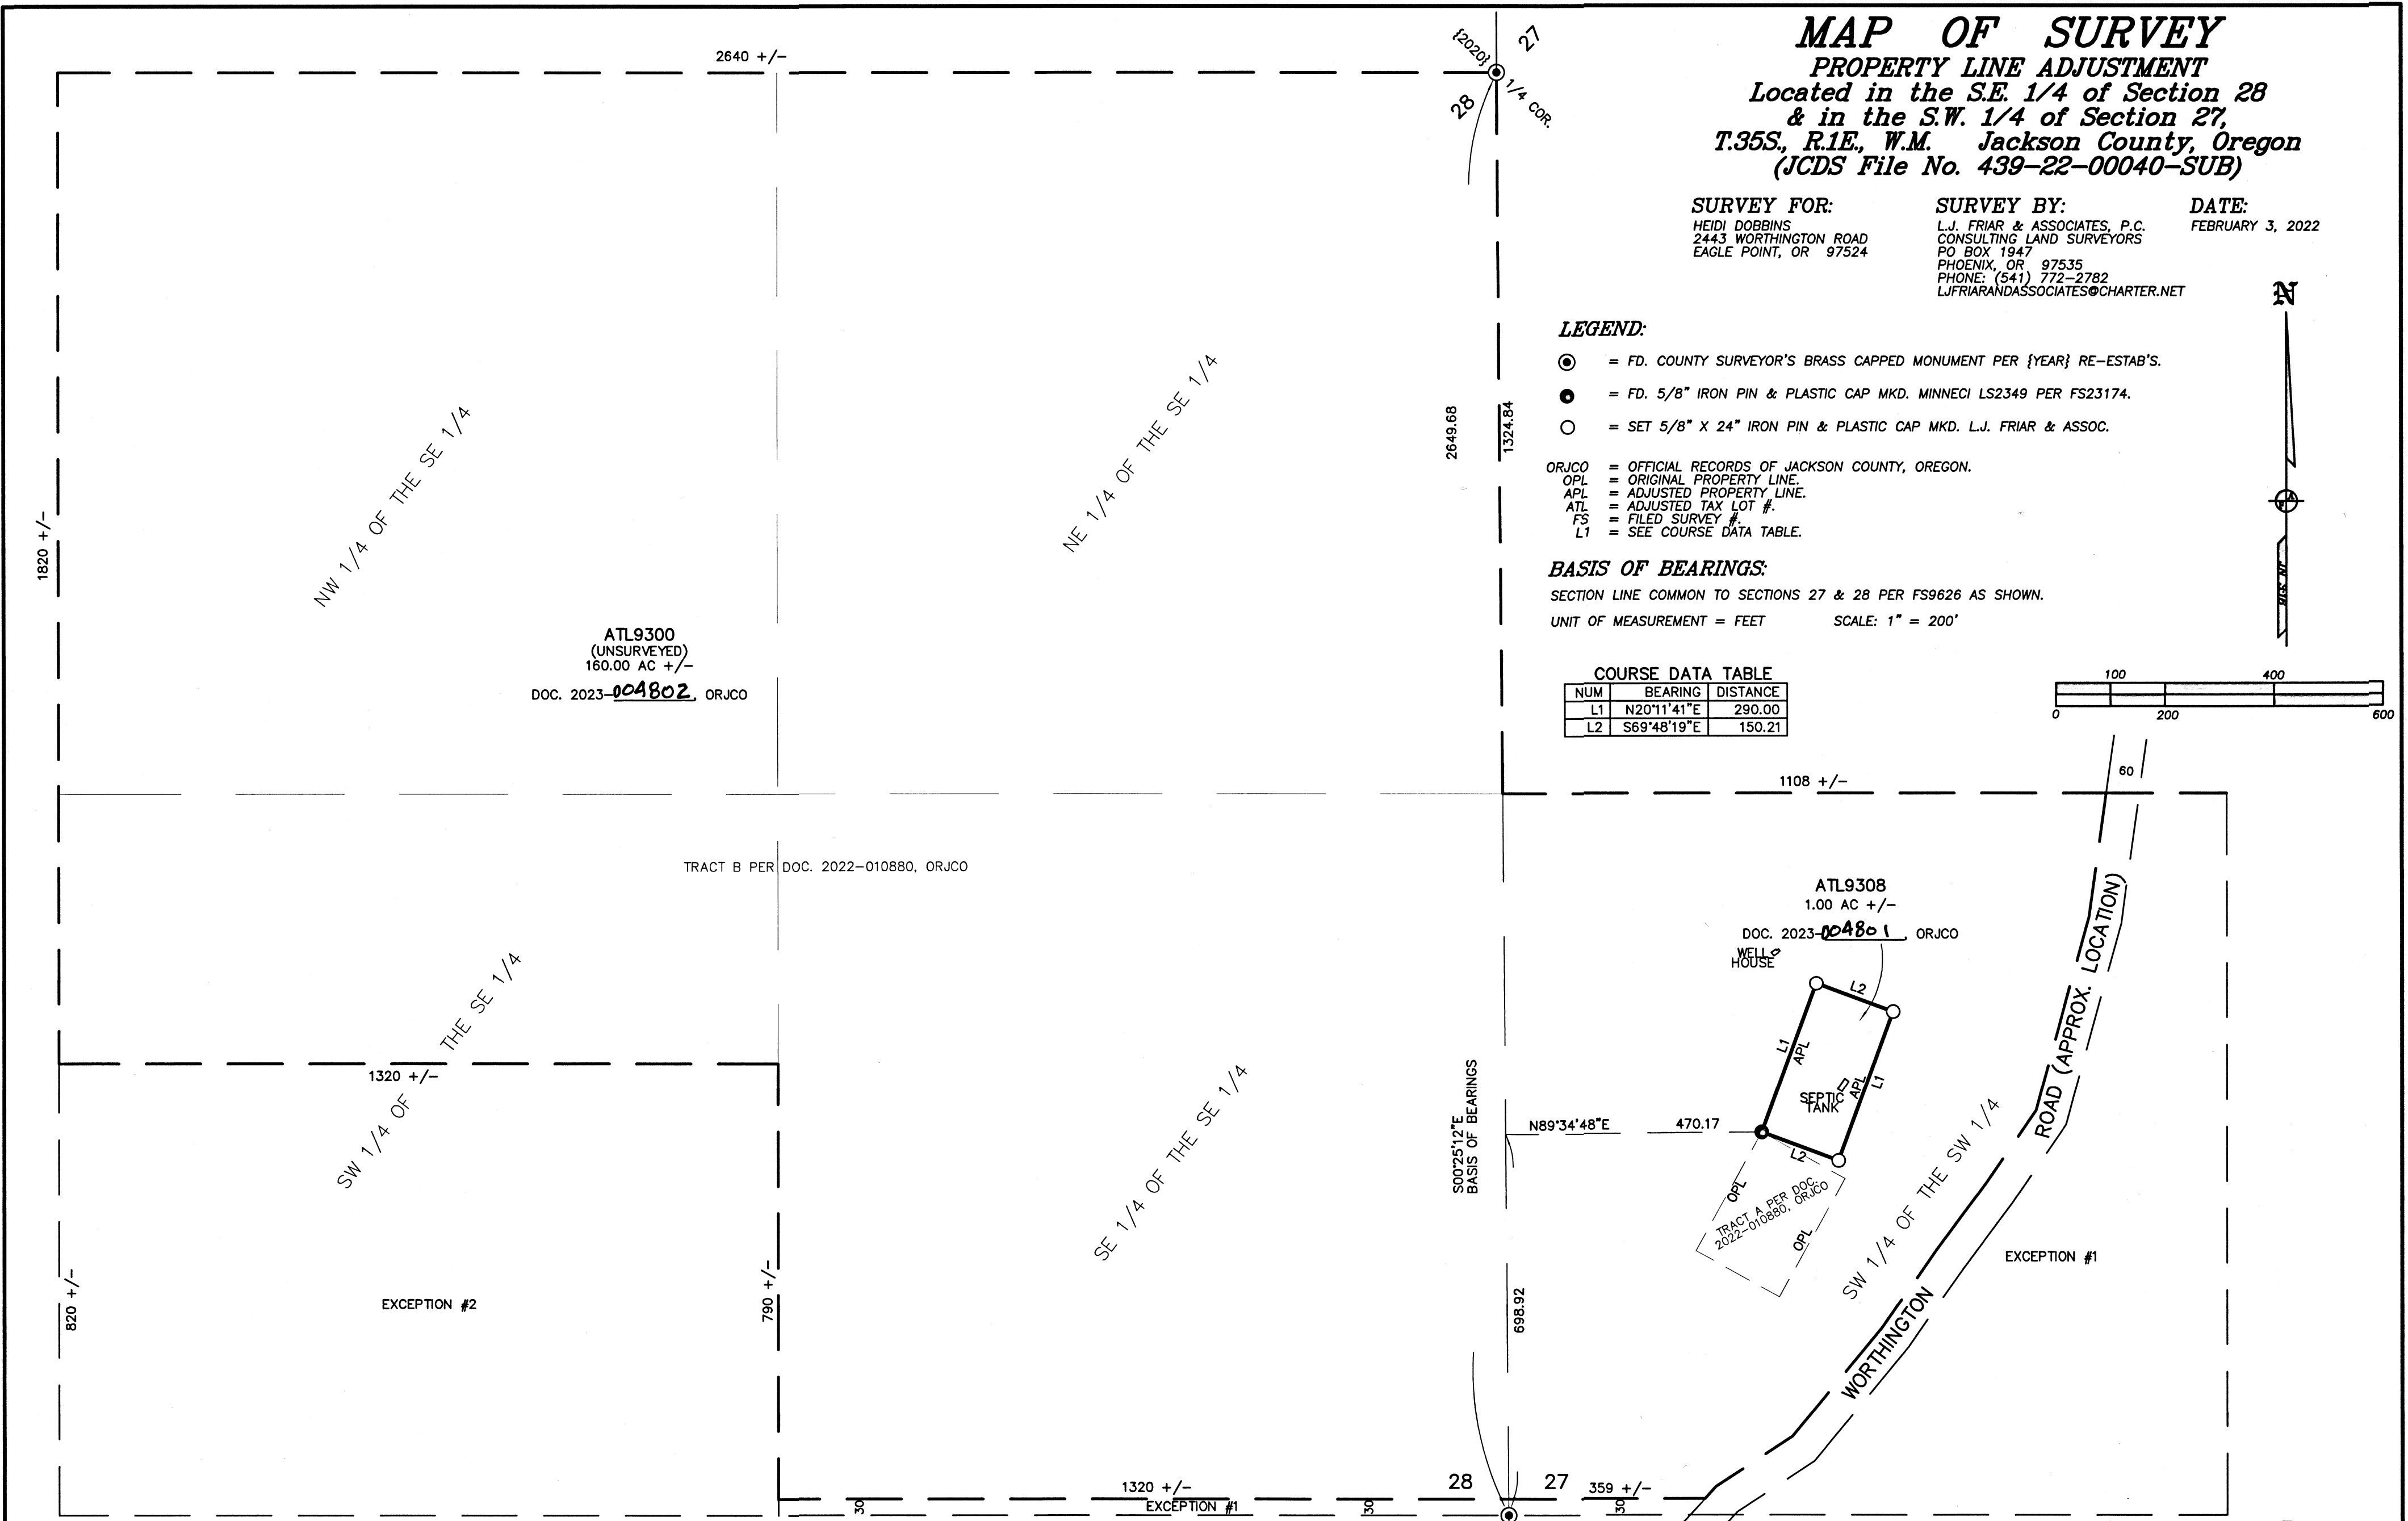 MAP OF SURVEY
PROPERTY LINE ADJUSTMENT
Located in the S.E. 1/4 of Section 28
& in the S.W. 1/4 of Section 27,
T.35S., R.1E., W.M. Jackson County, Oregon
(JCDS File No. 439-22-00040-SUB)
SURVEY FOR:
HEIDI DOBBINS
2443 WORTHINGTON ROAD
EAGLE POINT, OR 97524
SURVEY BY:
L.J. FRIAR & ASSOCIATES, P.C.
CONSULTING LAND SURVEYORS
PO BOX 1947
PHOENIX, OR 97535
PHONE: (541) 772-2782
LJFRIARANDASSOCIATES@CHARTER.NET
DATE:
FEBRUARY 3, 2022
N
LEGEND:
= FD. COUNTY SURVEYOR'S BRASS CAPPED MONUMENT PER {YEAR} RE-ESTAB'S.
= FD. 5/8" IRON PIN & PLASTIC CAP MKD. MINNECI LS2349 PER FS23174.
= SET 5/8" X 24" IRON PIN & PLASTIC CAP MKD. L.J. FRIAR & ASSOC.
ORJCO = OFFICIAL RECORDS OF JACKSON COUNTY, OREGON.
OPL = ORIGINAL PROPERTY LINE.
APL = ADJUSTED PROPERTY LINE.
ATL = ADJUSTED TAX LOT #.
FS = FILED SURVEY #.
L1 = SEE COURSE DATA TABLE.
BASIS OF BEARINGS:
SECTION LINE COMMON TO SECTIONS 27 & 28 PER FS9626 AS SHOWN.
UNIT OF MEASUREMENT = FEET SCALE: 1" = 200'
COURSE DATA TABLE
NUM BEARING DISTANCE
L1 N20°11'41"E 290.00
L2 S69°48'19"E 150.21
100 400
0 200 600
2640 +/-
{2020}
27
28
1/4 COR.
1820 +/-
NW 1/4 OF THE SE 1/4
NE 1/4 OF THE SE 1/4
2649.68
1324.84
ATL9300
(UNSURVEYED)
160.00 AC +/-
DOC. 2023-004802, ORJCO
1108 +/-
60
TRACT B PER DOC. 2022-010880, ORJCO
ATL9308
1.00 AC +/-
DOC. 2023-004801, ORJCO
WELL
HOUSE
L2
L1
APL
APL
L1
SEPTIC
TANK
L2
N89°34'48"E 470.17
S00°25'12"E
BASIS OF BEARINGS
OPL
TRACT A PER DOC.
2022-010880, ORJCO
OPL
SW 1/4 OF THE SW 1/4
WORTHINGTON ROAD (APPROX. LOCATION)
EXCEPTION #1
SW 1/4 OF THE SE 1/4
1320 +/-
SE 1/4 OF THE SE 1/4
820 +/-
EXCEPTION #2
790 +/-
698.92
1320 +/-
28
27
359 +/-
30
EXCEPTION #1
30
30